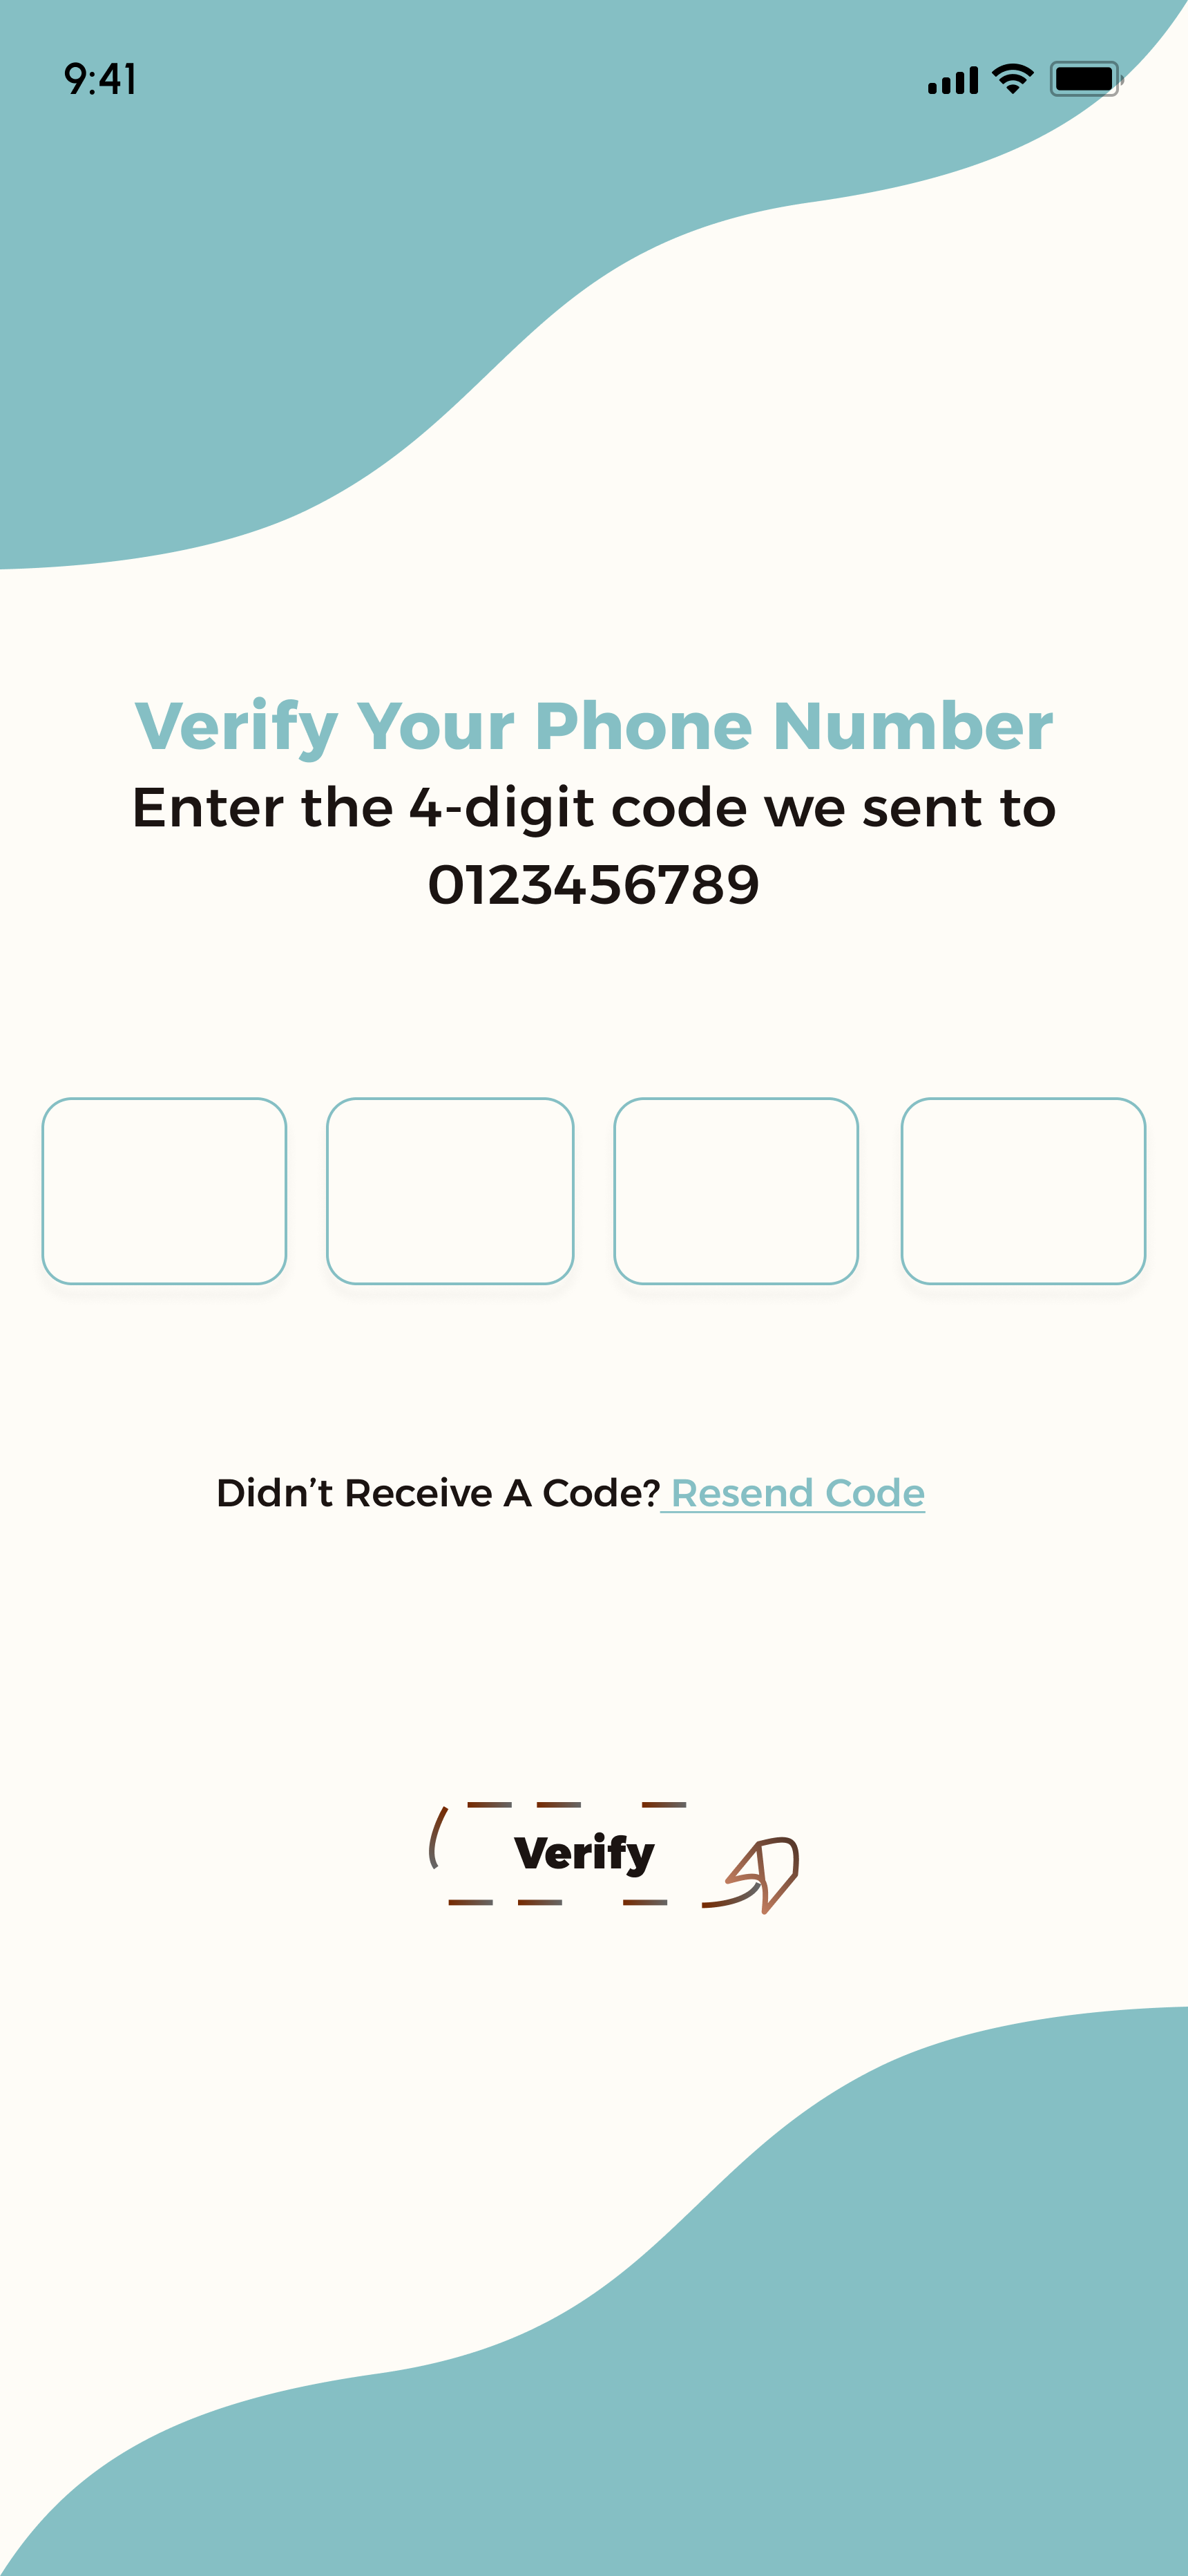 9:41
Verify Your Phone Number
Enter the 4-digit code we sent to
0123456789
Didn’t Receive A Code? Resend Code
Verify